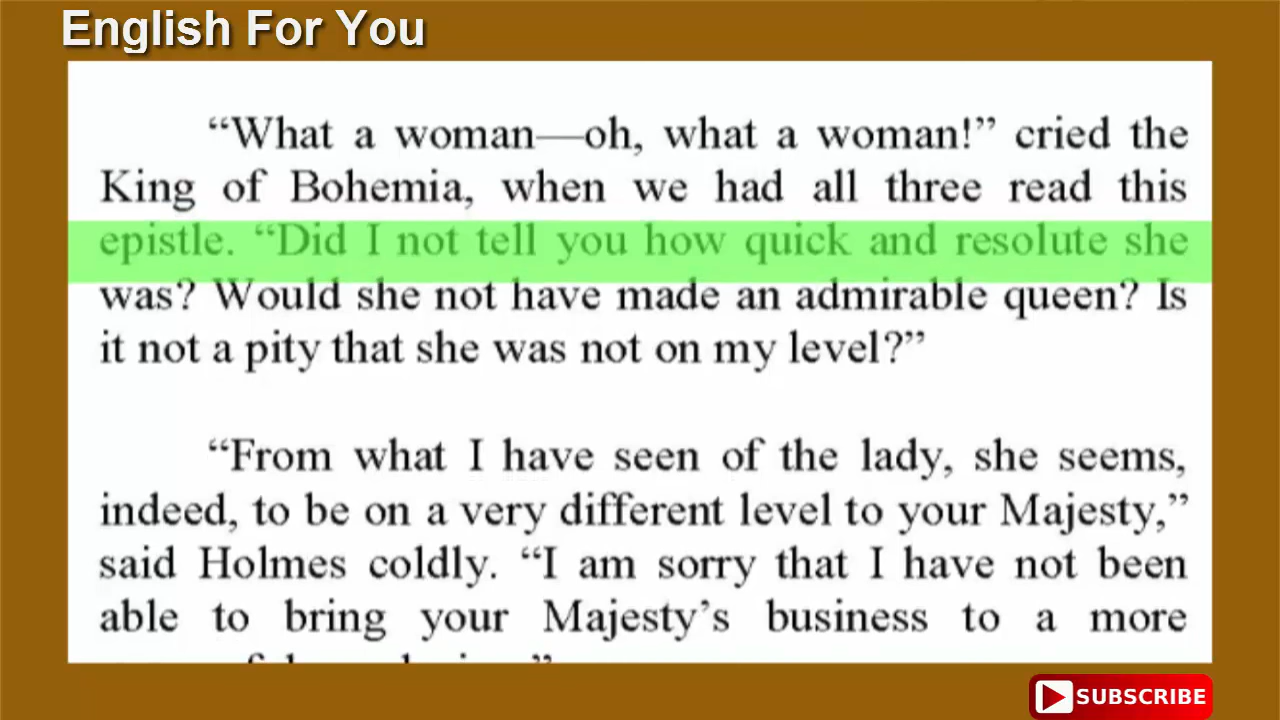 English For You
“What a woman—oh, what a woman!” cried the
King of Bohemia, when we had all three read this
epistle. “Did I not tell you how quick and resolute she
was? Would she not have made an admirable queen? Is
it not a pity that she was not on my level?”
“From what I have seen of the lady, she seems,
indeed, to be on a very different level to your Majesty,”
said Holmes coldly. “I am sorry that I have not been
able to bring your Majesty’s business to a more
SUBSCRIBE